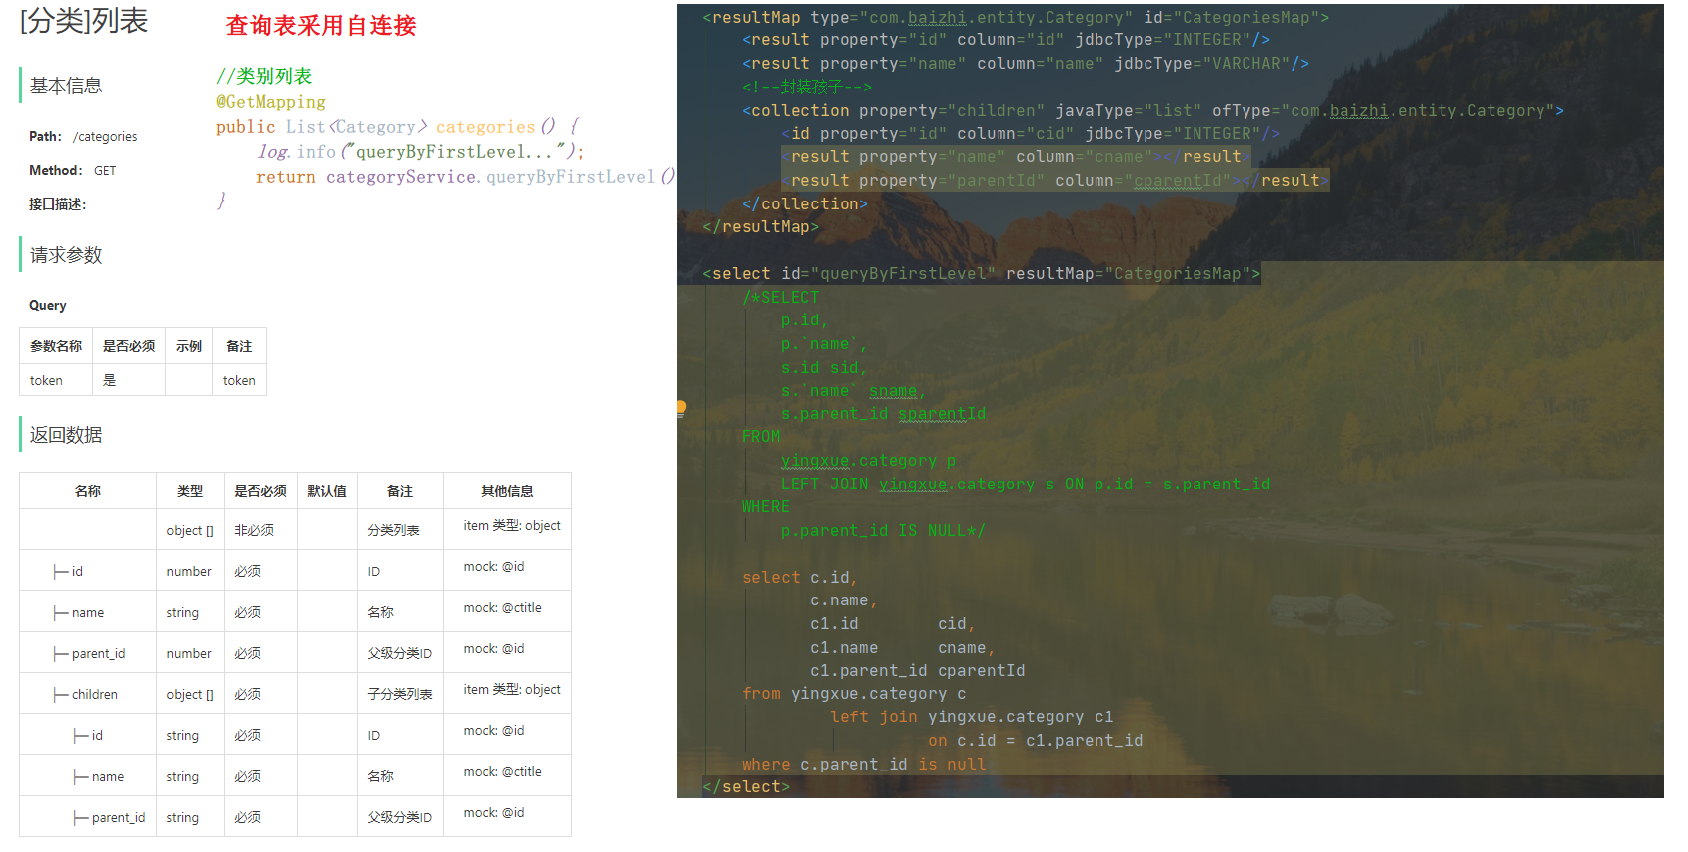 [分类]列表
查询表采用自连接
基本信息
Path: /categories
Method: GET
接口描述:
//类别列表
@GetMapping
public List<Category> categories() {
log.info("queryByFirstLevel...");
return categoryService.queryByFirstLevel()
}
请求参数
Query
参数名称 是否必须 示例 备注
token 是 token
返回数据
名称 类型 是否必须 默认值 备注 其他信息
object [] 非必须 分类列表 item 类型: object
├─ id number 必须 ID mock: @id
├─ name string 必须 名称 mock: @ctitle
├─ parent_id number 必须 父级分类ID mock: @id
├─ children object [] 必须 子分类列表 item 类型: object
├─ id string 必须 ID mock: @id
├─ name string 必须 名称 mock: @ctitle
├─ parent_id string 必须 父级分类ID mock: @id
<resultMap type="com.baizhi.entity.Category" id="CategoriesMap">
<result property="id" column="id" jdbcType="INTEGER"/>
<result property="name" column="name" jdbcType="VARCHAR"/>
<!--封装孩子-->
<collection property="children" javaType="list" ofType="com.baizhi.entity.Category">
<id property="id" column="cid" jdbcType="INTEGER"/>
<result property="name" column="cname"></result>
<result property="parentId" column="cparentId"></result>
</collection>
</resultMap>
<select id="queryByFirstLevel" resultMap="CategoriesMap">
/*SELECT
p.id,
p.`name`,
s.id sid,
s.`name` sname,
s.parent_id sparentId
FROM
yingxue.category p
LEFT JOIN yingxue.category s ON p.id = s.parent_id
WHERE
p.parent_id IS NULL*/
select c.id,
c.name,
c1.id cid,
c1.name cname,
c1.parent_id cparentId
from yingxue.category c
left join yingxue.category c1
on c.id = c1.parent_id
where c.parent_id is null
</select>